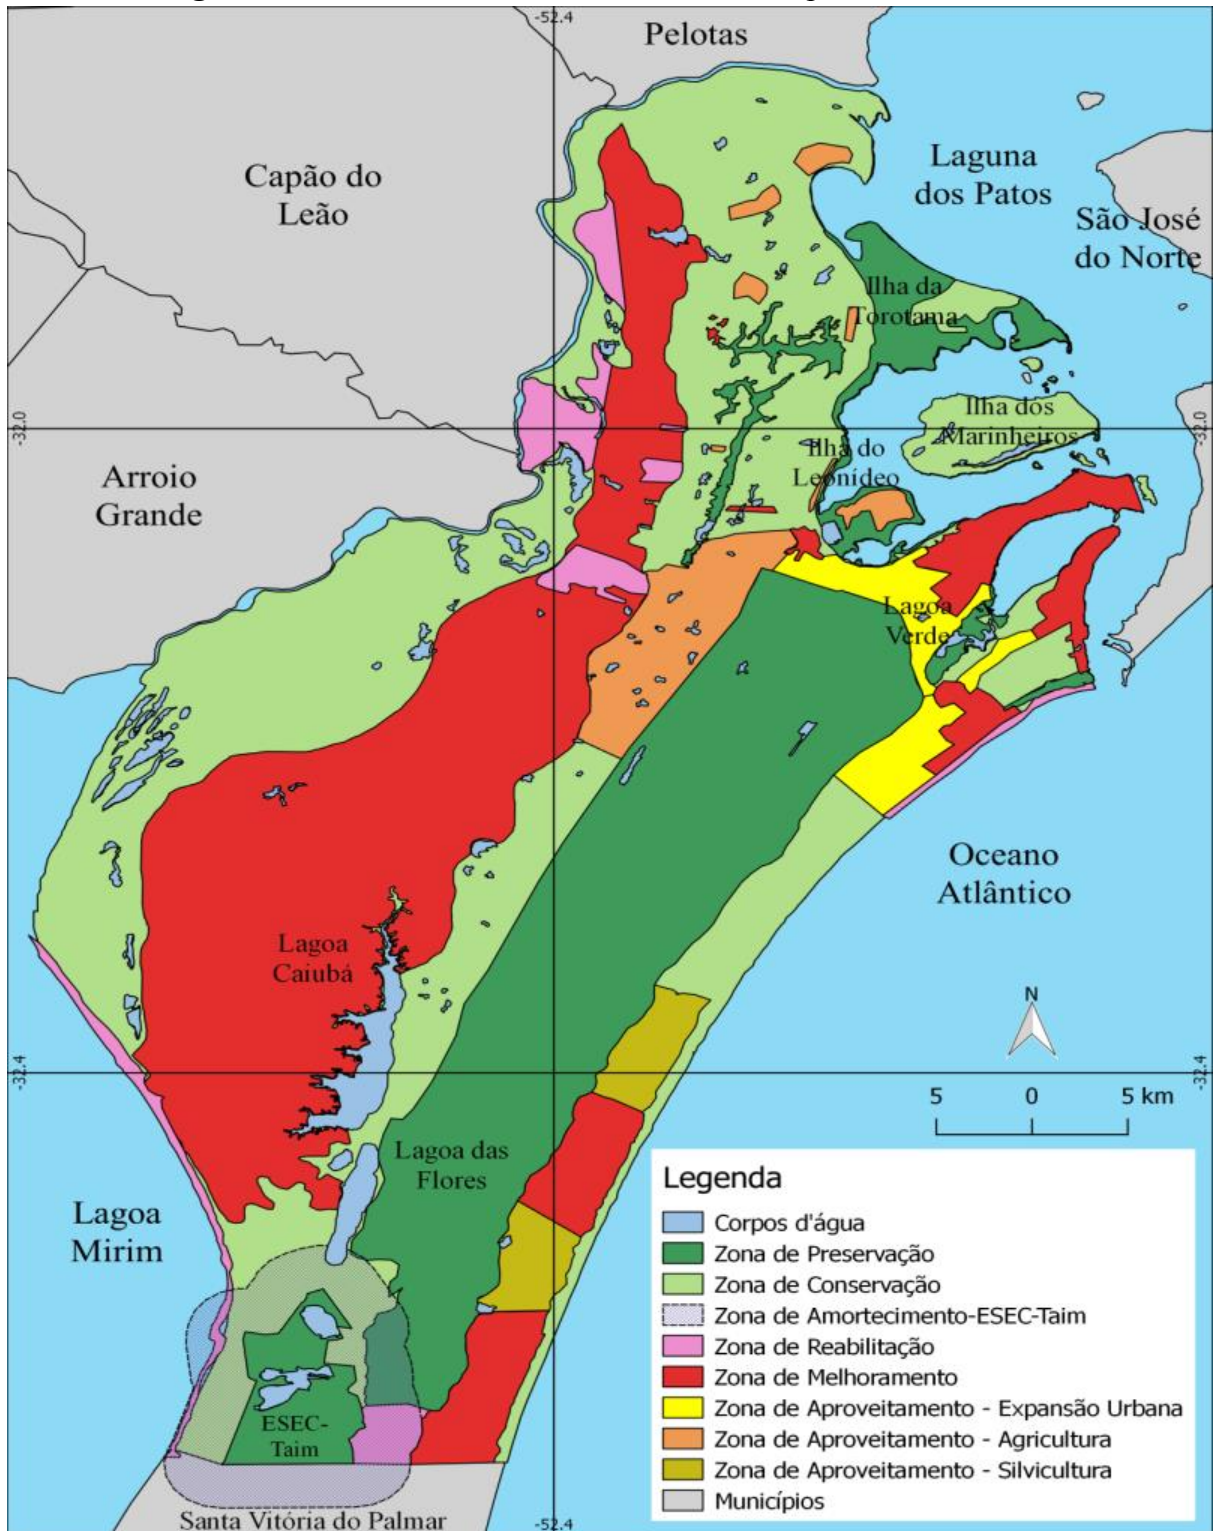 -52.4
Pelotas
Capão do
Leão
Laguna
dos Patos
São José
do Norte
Ilha da
Torotama
Ilha dos
Marinheiros
-32.0
-32.0
Ilha do
Leonídeo
Arroio
Grande
Lagoa
Verde
Oceano
Atlântico
Lagoa
Caiubá
N
-32.4
-32.4
5 0 5 km
Lagoa das
Flores
Lagoa
Mirim
Legenda
Corpos d'água
Zona de Preservação
Zona de Conservação
Zona de Amortecimento-ESEC-Taim
Zona de Reabilitação
Zona de Melhoramento
Zona de Aproveitamento - Expansão Urbana
Zona de Aproveitamento - Agricultura
Zona de Aproveitamento - Silvicultura
Municípios
ESEC-
Taim
Santa Vitória do Palmar
-52.4